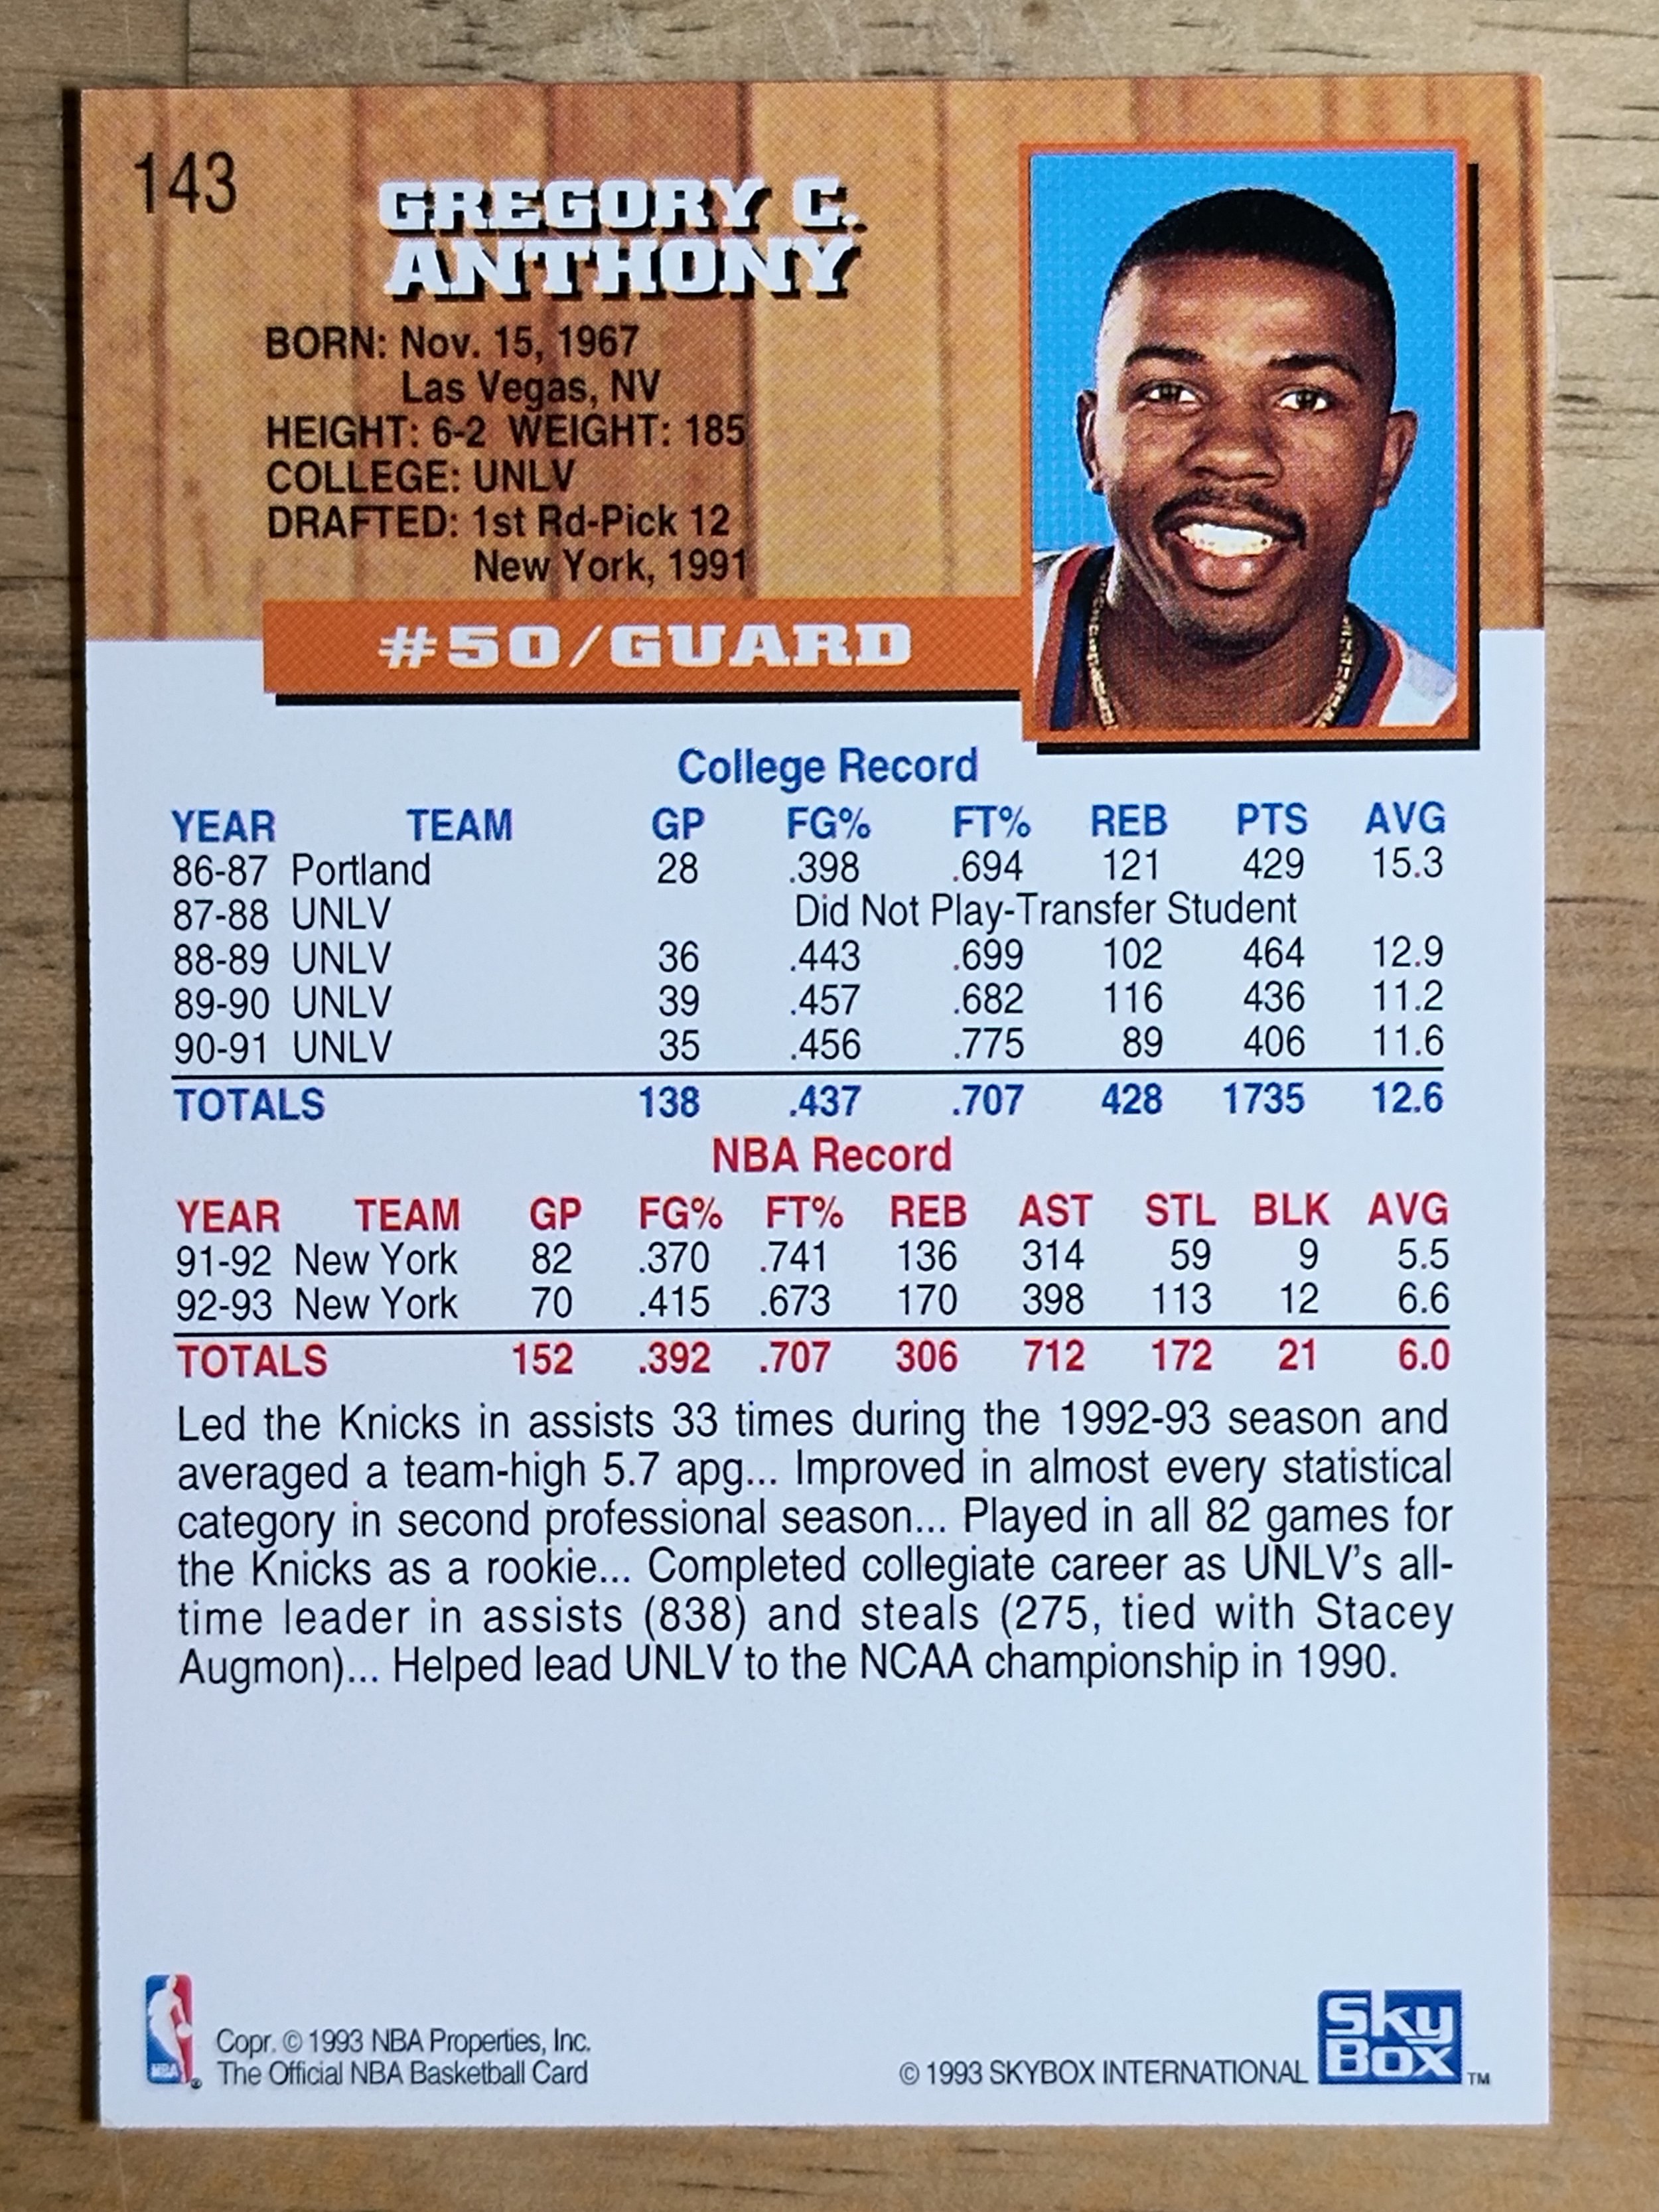 143
GREGORY C.
ANTHONY
BORN: Nov. 15, 1967
Las Vegas, NV
HEIGHT: 6-2 WEIGHT: 185
COLLEGE: UNLV
DRAFTED: 1st Rd-Pick 12
New York, 1991
#50/GUARD
College Record
YEAR TEAM GP FG% FT% REB PTS AVG
86-87 Portland 28 .398 .694 121 429 15.3
87-88 UNLV Did Not Play-Transfer Student
88-89 UNLV 36 .443 .699 102 464 12.9
89-90 UNLV 39 .457 .682 116 436 11.2
90-91 UNLV 35 .456 .775 89 406 11.6
TOTALS 138 .437 .707 428 1735 12.6
NBA Record
YEAR TEAM GP FG% FT% REB AST STL BLK AVG
91-92 New York 82 .370 .741 136 314 59 9 5.5
92-93 New York 70 .415 .673 170 398 113 12 6.6
TOTALS 152 .392 .707 306 712 172 21 6.0
Led the Knicks in assists 33 times during the 1992-93 season and
averaged a team-high 5.7 apg... Improved in almost every statistical
category in second professional season... Played in all 82 games for
the Knicks as a rookie... Completed collegiate career as UNLV's all-
time leader in assists (838) and steals (275, tied with Stacey
Augmon)... Helped lead UNLV to the NCAA championship in 1990.
NBA ®
Copr. © 1993 NBA Properties, Inc.
The Official NBA Basketball Card
© 1993 SKYBOX INTERNATIONAL
Sky
Box ™